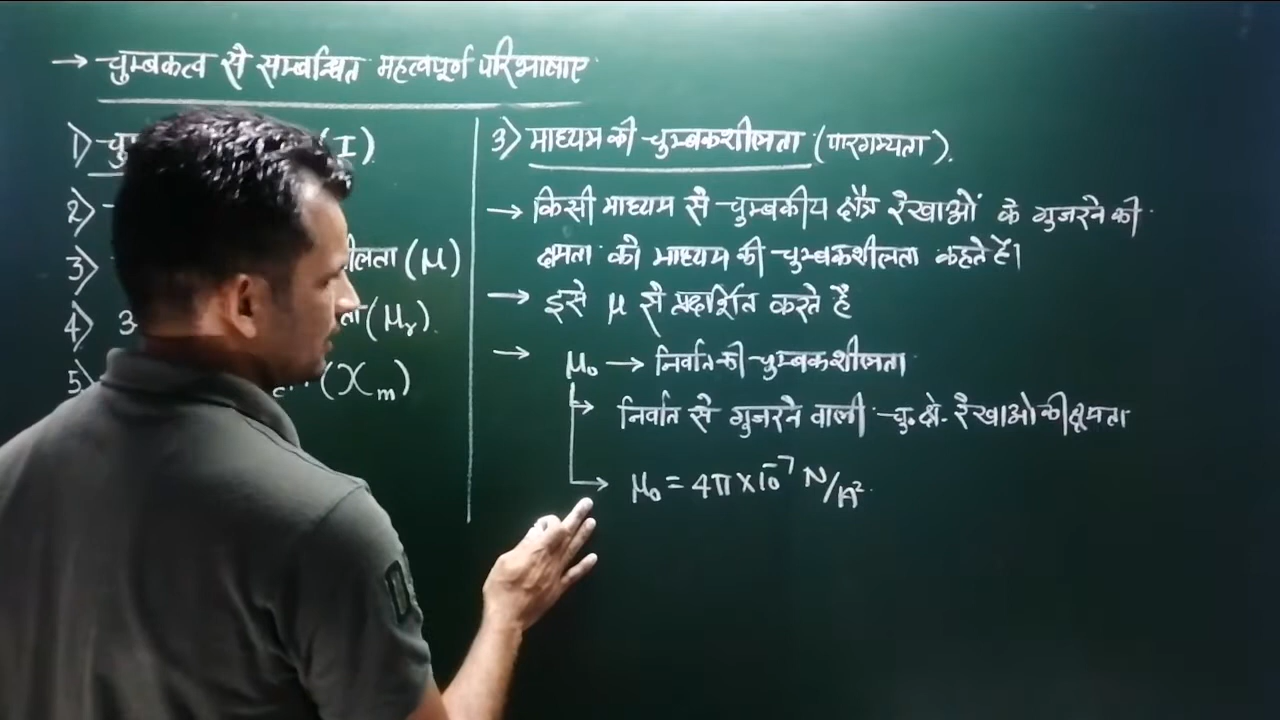 → चुम्बकत्व से सम्बन्धित महत्वपूर्ण परिभाषाए
1) चु (I).
2)
3) ीलता (μ)
4) ता (μr).
5) (χm)
3) माध्यम की चुम्बकशीलता (पारगम्यता).
→ किसी माध्यम से चुम्बकीय क्षैत्र रेखाओं के गुजरने की
क्षमता को माध्यम की चुम्बकशीलता कहते है।
→ इसे μ से प्रदर्शित करते है
→ μ₀ → निर्वात की चुम्बकशीलता
→ निर्वात से गुजरने वाली चु. क्षे. रेखाओ की क्षमता
→ μ₀ = 4π×10⁻⁷ N/A².